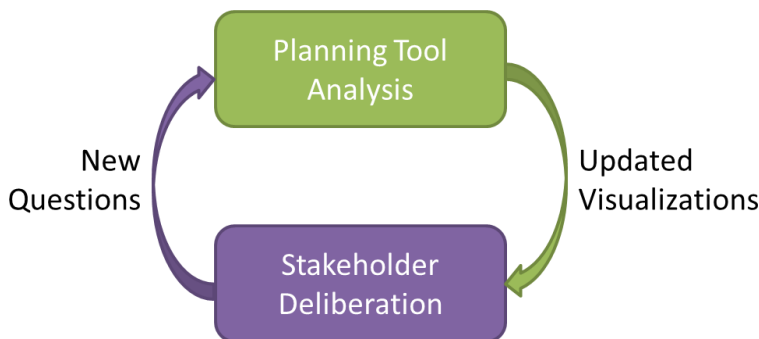 Planning Tool
Analysis
New
Questions
Updated
Visualizations
Stakeholder
Deliberation